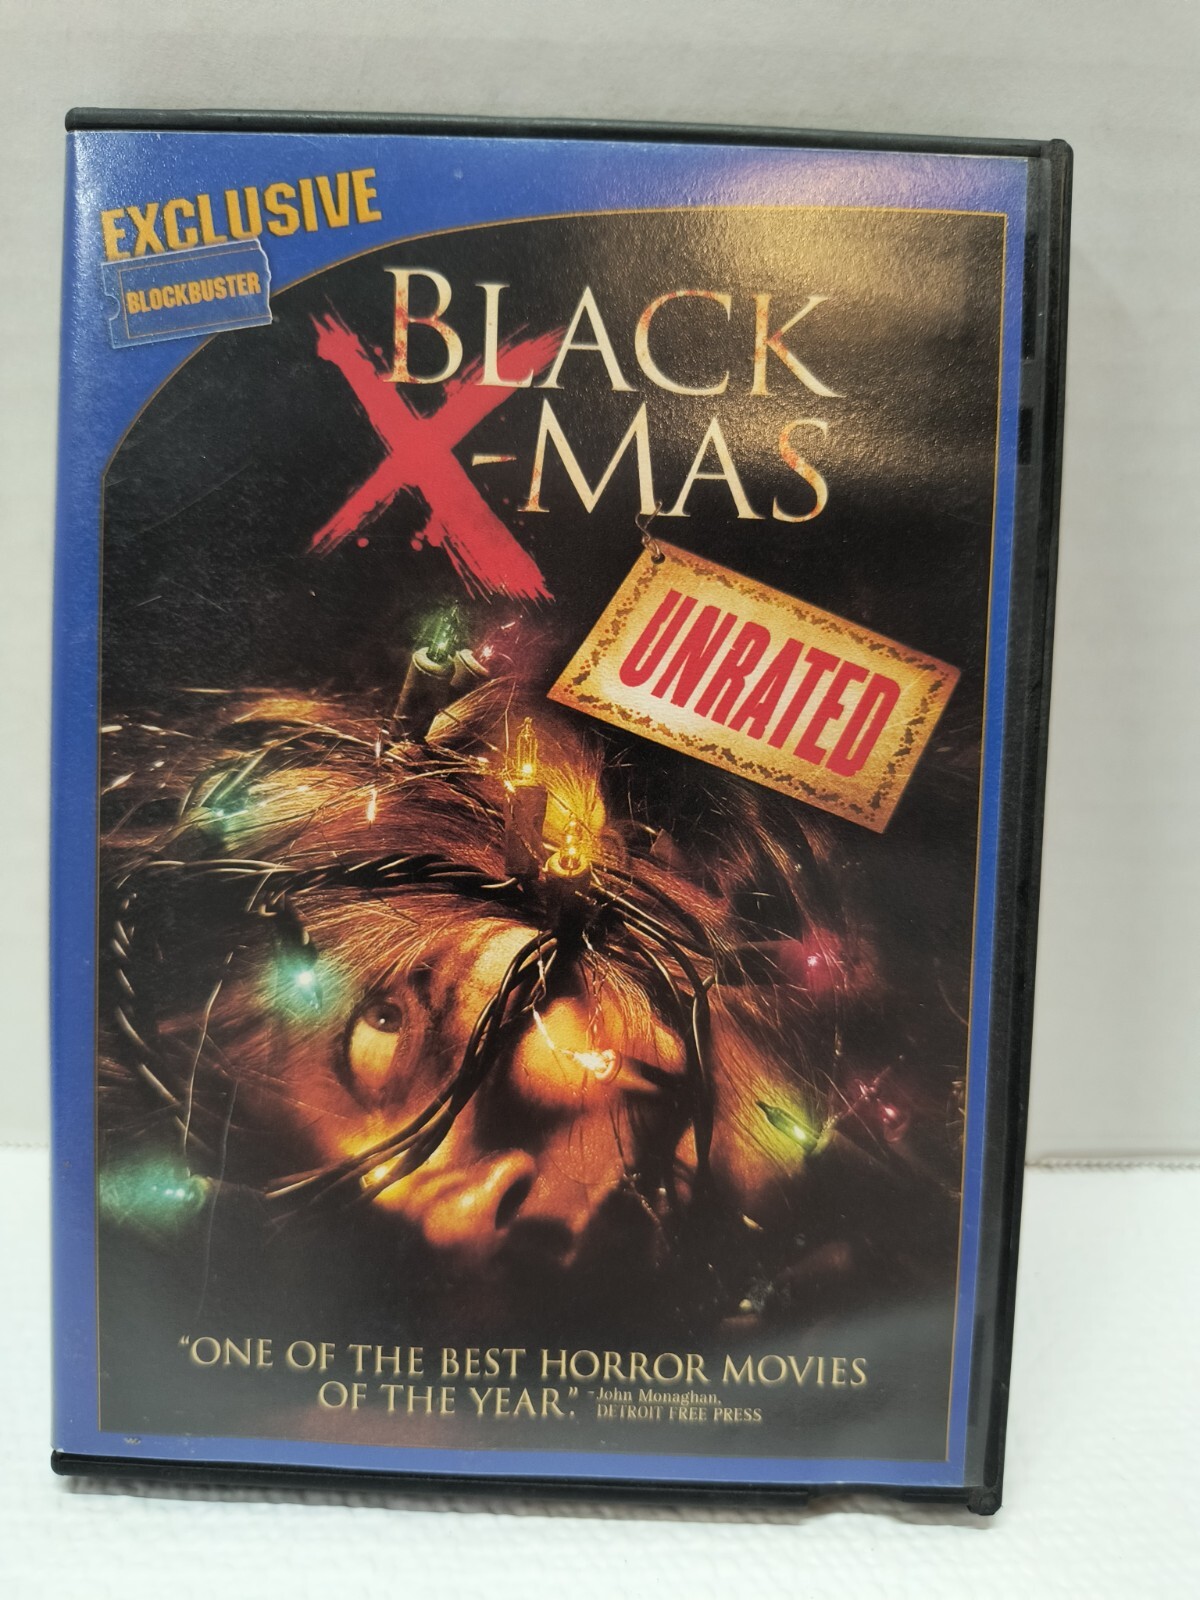 EXCLUSIVE
BLOCKBUSTER
BLACK
X-MAS
UNRATED
"ONE OF THE BEST HORROR MOVIES
OF THE YEAR." -John Monaghan,
DETROIT FREE PRESS